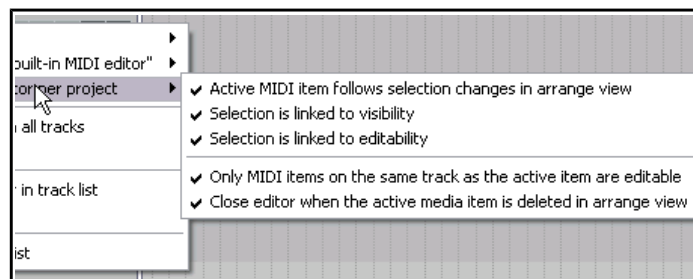 built-in MIDI editor"
per project
all tracks
in track list
Active MIDI item follows selection changes in arrange view
Selection is linked to visibility
Selection is linked to editability
Only MIDI items on the same track as the active item are editable
Close editor when the active media item is deleted in arrange view